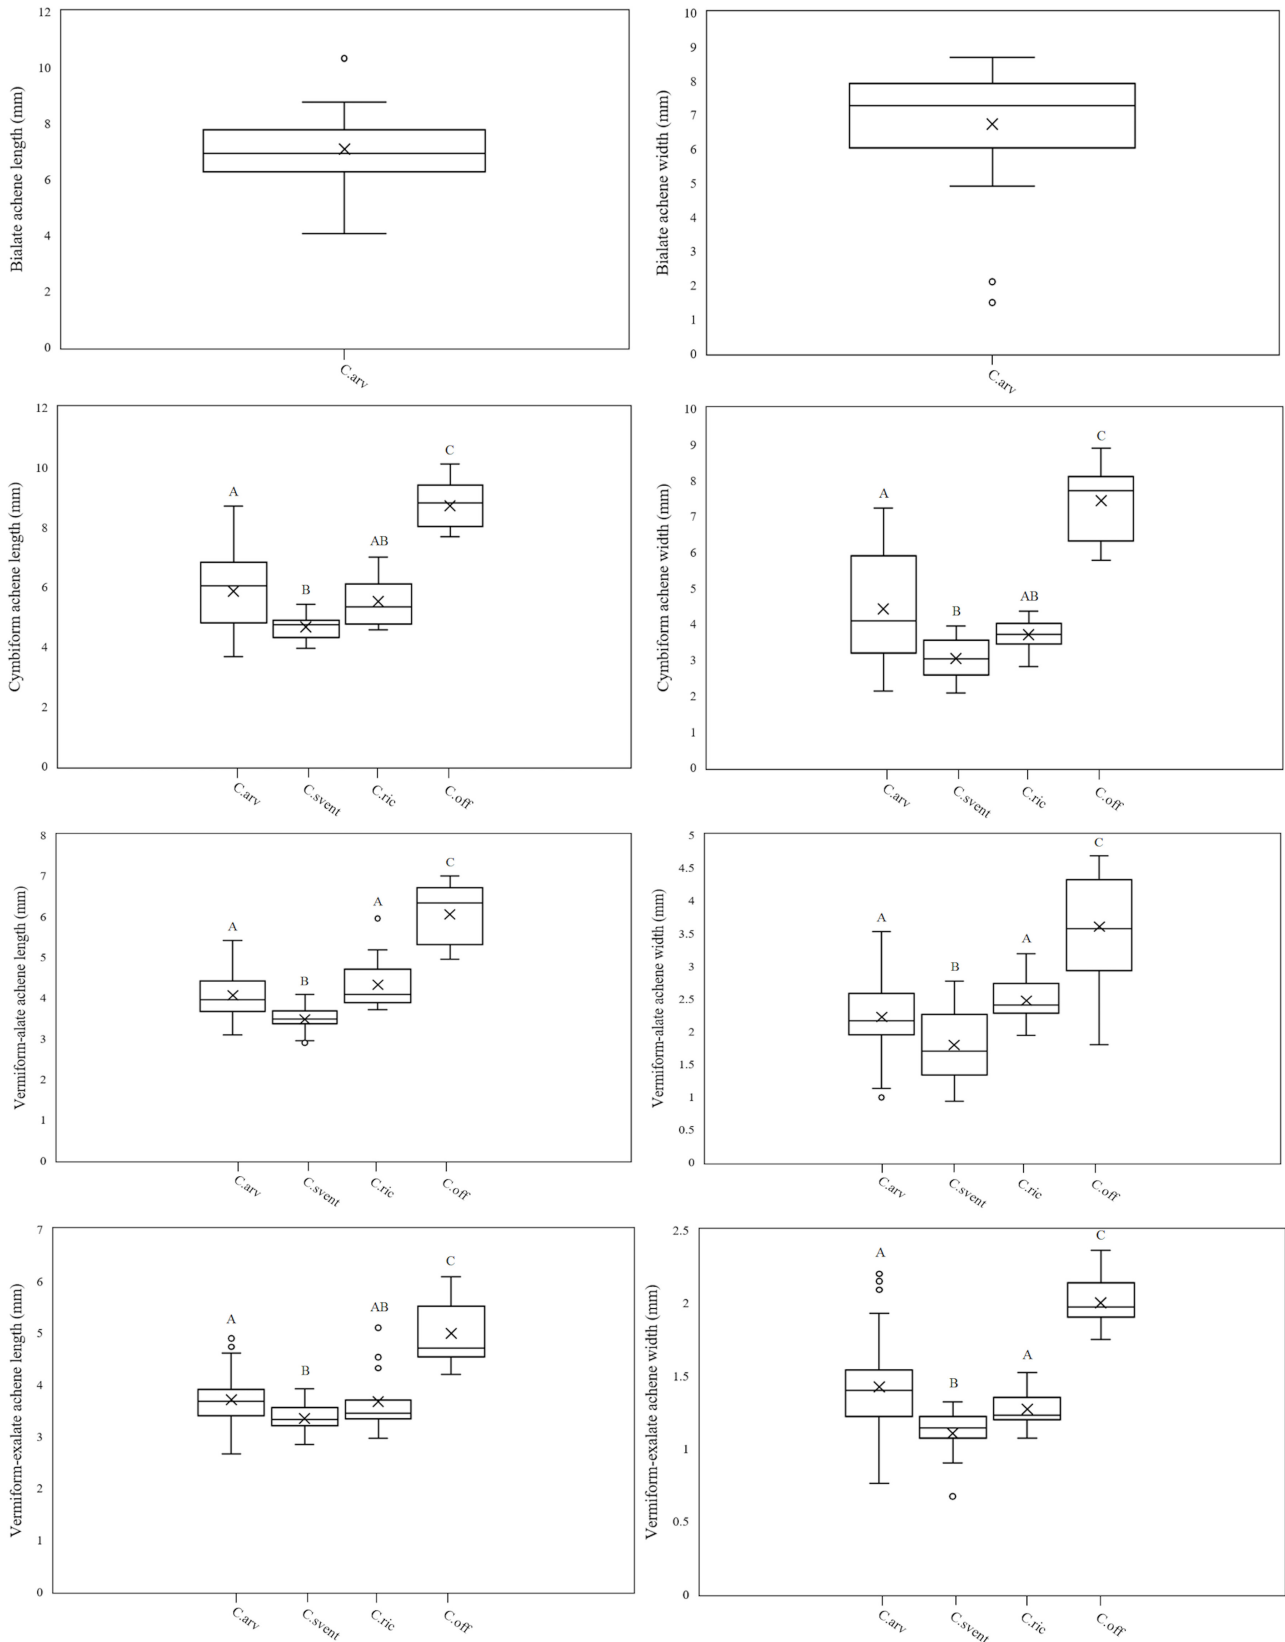 Bialate achene length (mm)
12
10
8
6
4
2
0
C.arv
Bialate achene width (mm)
10
9
8
7
6
5
4
3
2
1
0
C.arv
Cymbiform achene length (mm)
12
10
8
6
4
2
0
A
B
AB
C
C.arv
C.svent
C.ric
C.off
Cymbiform achene width (mm)
10
9
8
7
6
5
4
3
2
1
0
A
B
AB
C
C.arv
C.svent
C.ric
C.off
Vermiform-alate achene length (mm)
8
7
6
5
4
3
2
1
0
A
B
A
C
C.arv
C.svent
C.ric
C.off
Vermiform-alate achene width (mm)
5
4.5
4
3.5
3
2.5
2
1.5
1
0.5
0
A
B
A
C
C.arv
C.svent
C.ric
C.off
Vermiform-exalate achene length (mm)
7
6
5
4
3
2
1
0
A
B
AB
C
C.arv
C.svent
C.ric
C.off
Vermiform-exalate achene width (mm)
2.5
2
1.5
1
0.5
0
A
B
A
C
C.arv
C.svent
C.ric
C.off